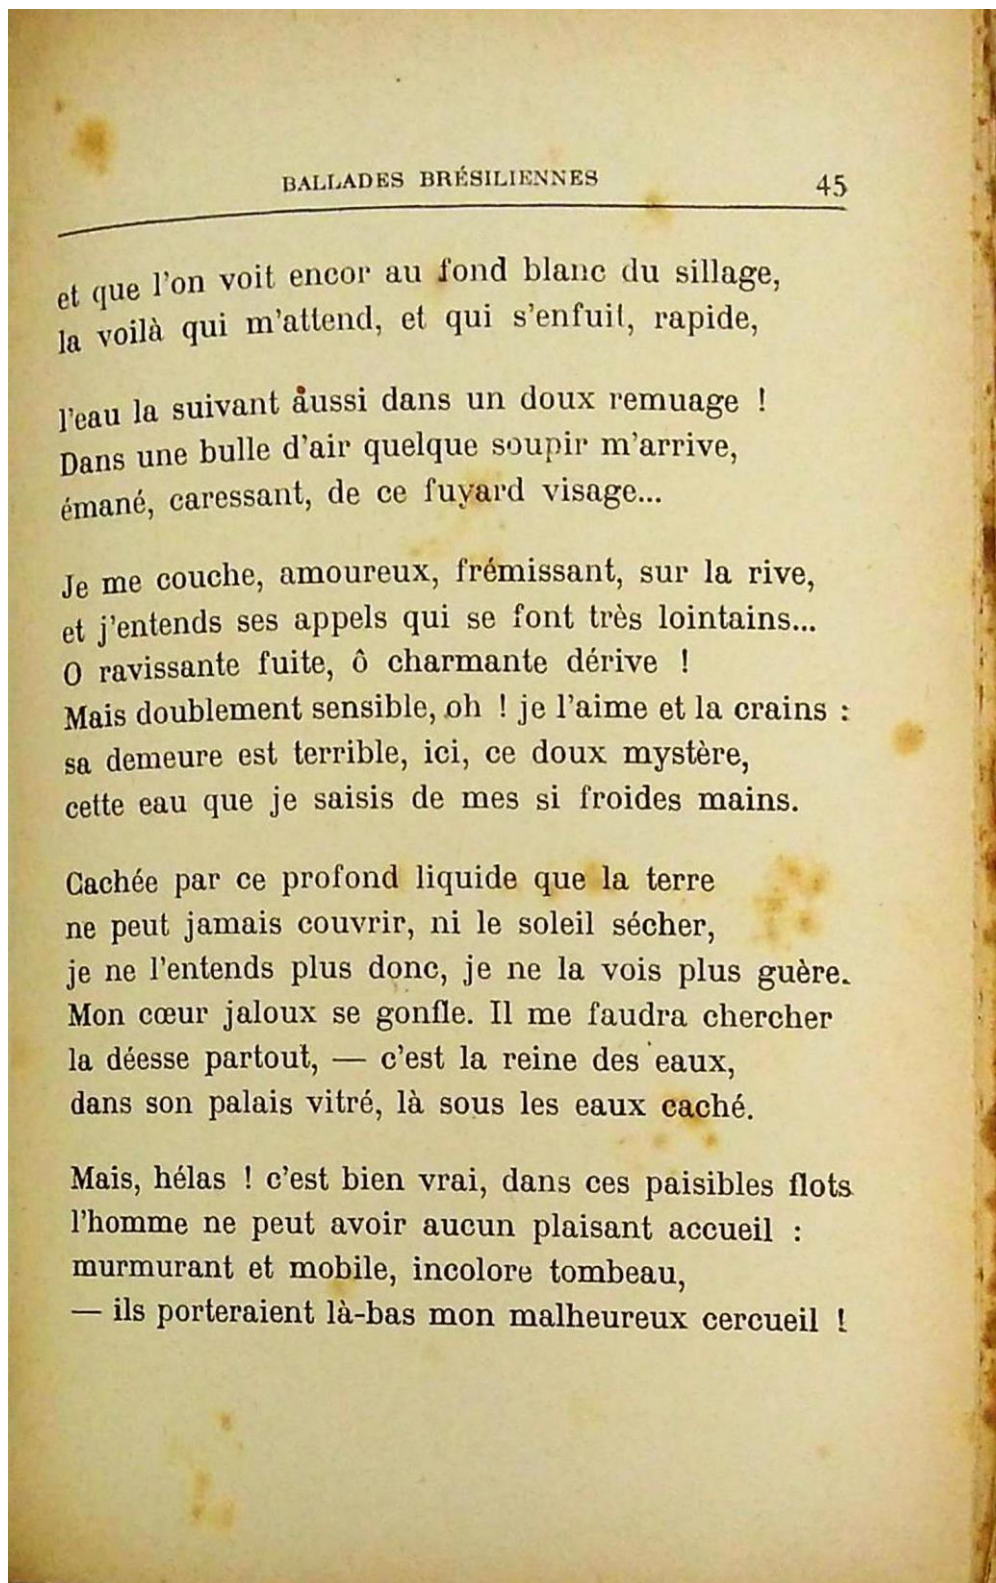 BALLADES BRÉSILIENNES 45
et que l'on voit encor au fond blanc du sillage,
la voilà qui m'attend, et qui s'enfuit, rapide,
l'eau la suivant aussi dans un doux remuage !
Dans une bulle d'air quelque soupir m'arrive,
émané, caressant, de ce fuyard visage...
Je me couche, amoureux, frémissant, sur la rive,
et j'entends ses appels qui se font très lointains...
O ravissante fuite, ô charmante dérive !
Mais doublement sensible, oh ! je l'aime et la crains :
sa demeure est terrible, ici, ce doux mystère,
cette eau que je saisis de mes si froides mains.
Cachée par ce profond liquide que la terre
ne peut jamais couvrir, ni le soleil sécher,
je ne l'entends plus donc, je ne la vois plus guère.
Mon cœur jaloux se gonfle. Il me faudra chercher
la déesse partout, — c'est la reine des eaux,
dans son palais vitré, là sous les eaux caché.
Mais, hélas ! c'est bien vrai, dans ces paisibles flots
l'homme ne peut avoir aucun plaisant accueil :
murmurant et mobile, incolore tombeau,
— ils porteraient là-bas mon malheureux cercueil !